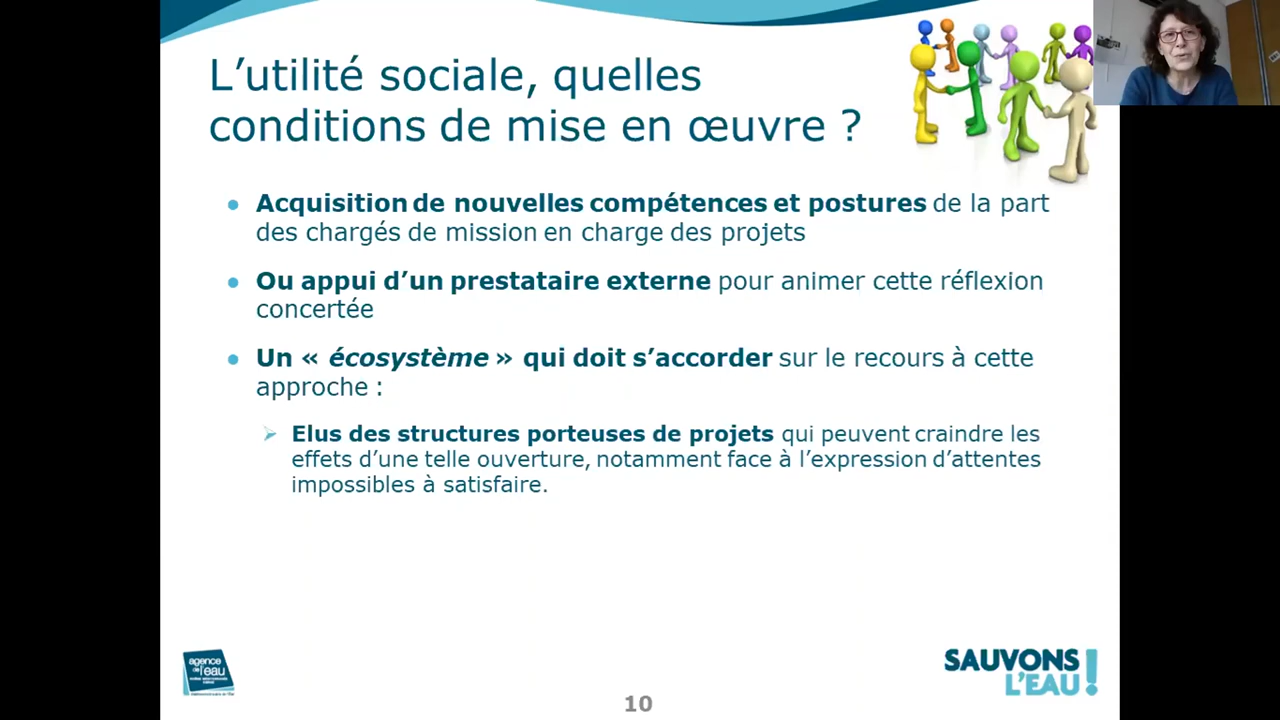 L’utilité sociale, quelles
conditions de mise en œuvre ?
● Acquisition de nouvelles compétences et postures de la part
des chargés de mission en charge des projets
● Ou appui d’un prestataire externe pour animer cette réflexion
concertée
● Un « écosystème » qui doit s’accorder sur le recours à cette
approche :
➢ Elus des structures porteuses de projets qui peuvent craindre les
effets d’une telle ouverture, notamment face à l’expression d’attentes
impossibles à satisfaire.
agence
de l’eau
SAUVONS
L’EAU !
10